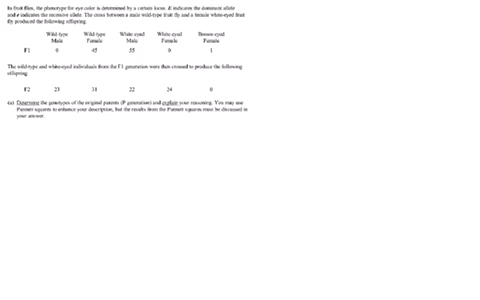 In fruit flies, the phenotype for eye color is determined by a certain locus. E indicates the dominant allele
and e indicates the recessive allele. The cross between a male wild-type fruit fly and a female white-eyed fruit
fly produced the following offspring.
Wild-type Male Wild-type Female White-eyed Male White-eyed Female Brown-eyed Female
F1 0 45 55 0 1
The wild-type and white-eyed individuals from the F1 generation were then crossed to produce the following
offspring.
F2 23 31 22 24 0
(a) Determine the genotypes of the original parents (P generation) and explain your reasoning. You may use
Punnett squares to enhance your description, but the results from the Punnett squares must be discussed in
your answer.